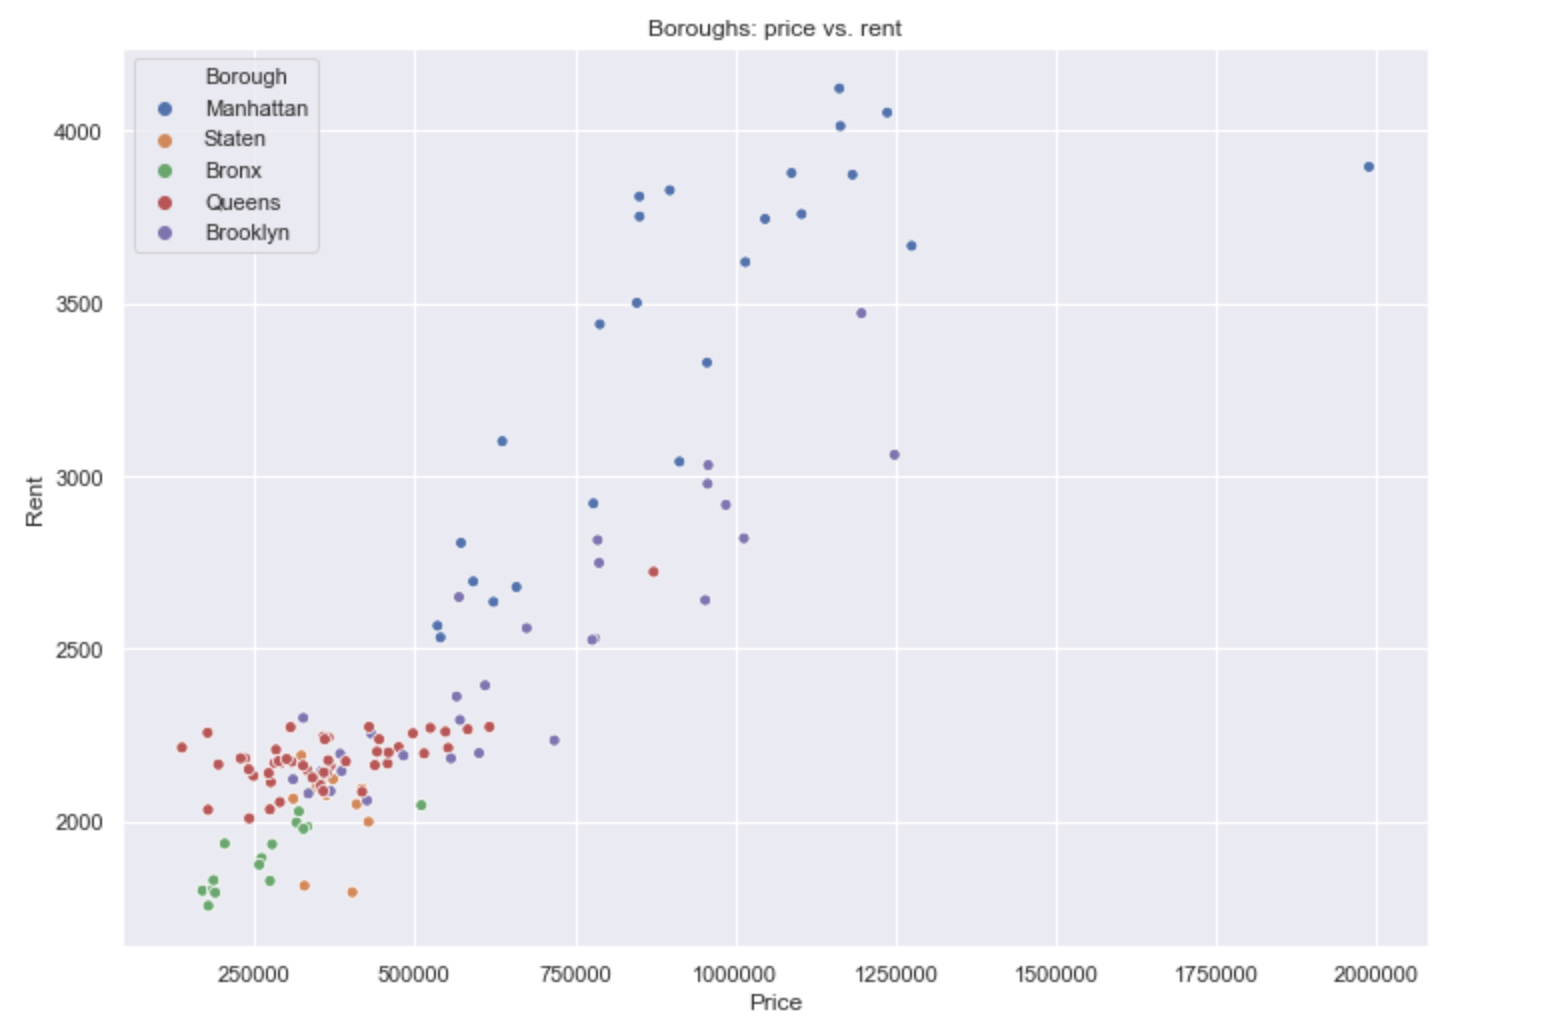 Boroughs: price vs. rent
Borough
Manhattan
Staten
Bronx
Queens
Brooklyn
4000
3500
3000
2500
2000
Rent
250000 500000 750000 1000000 1250000 1500000 1750000 2000000
Price